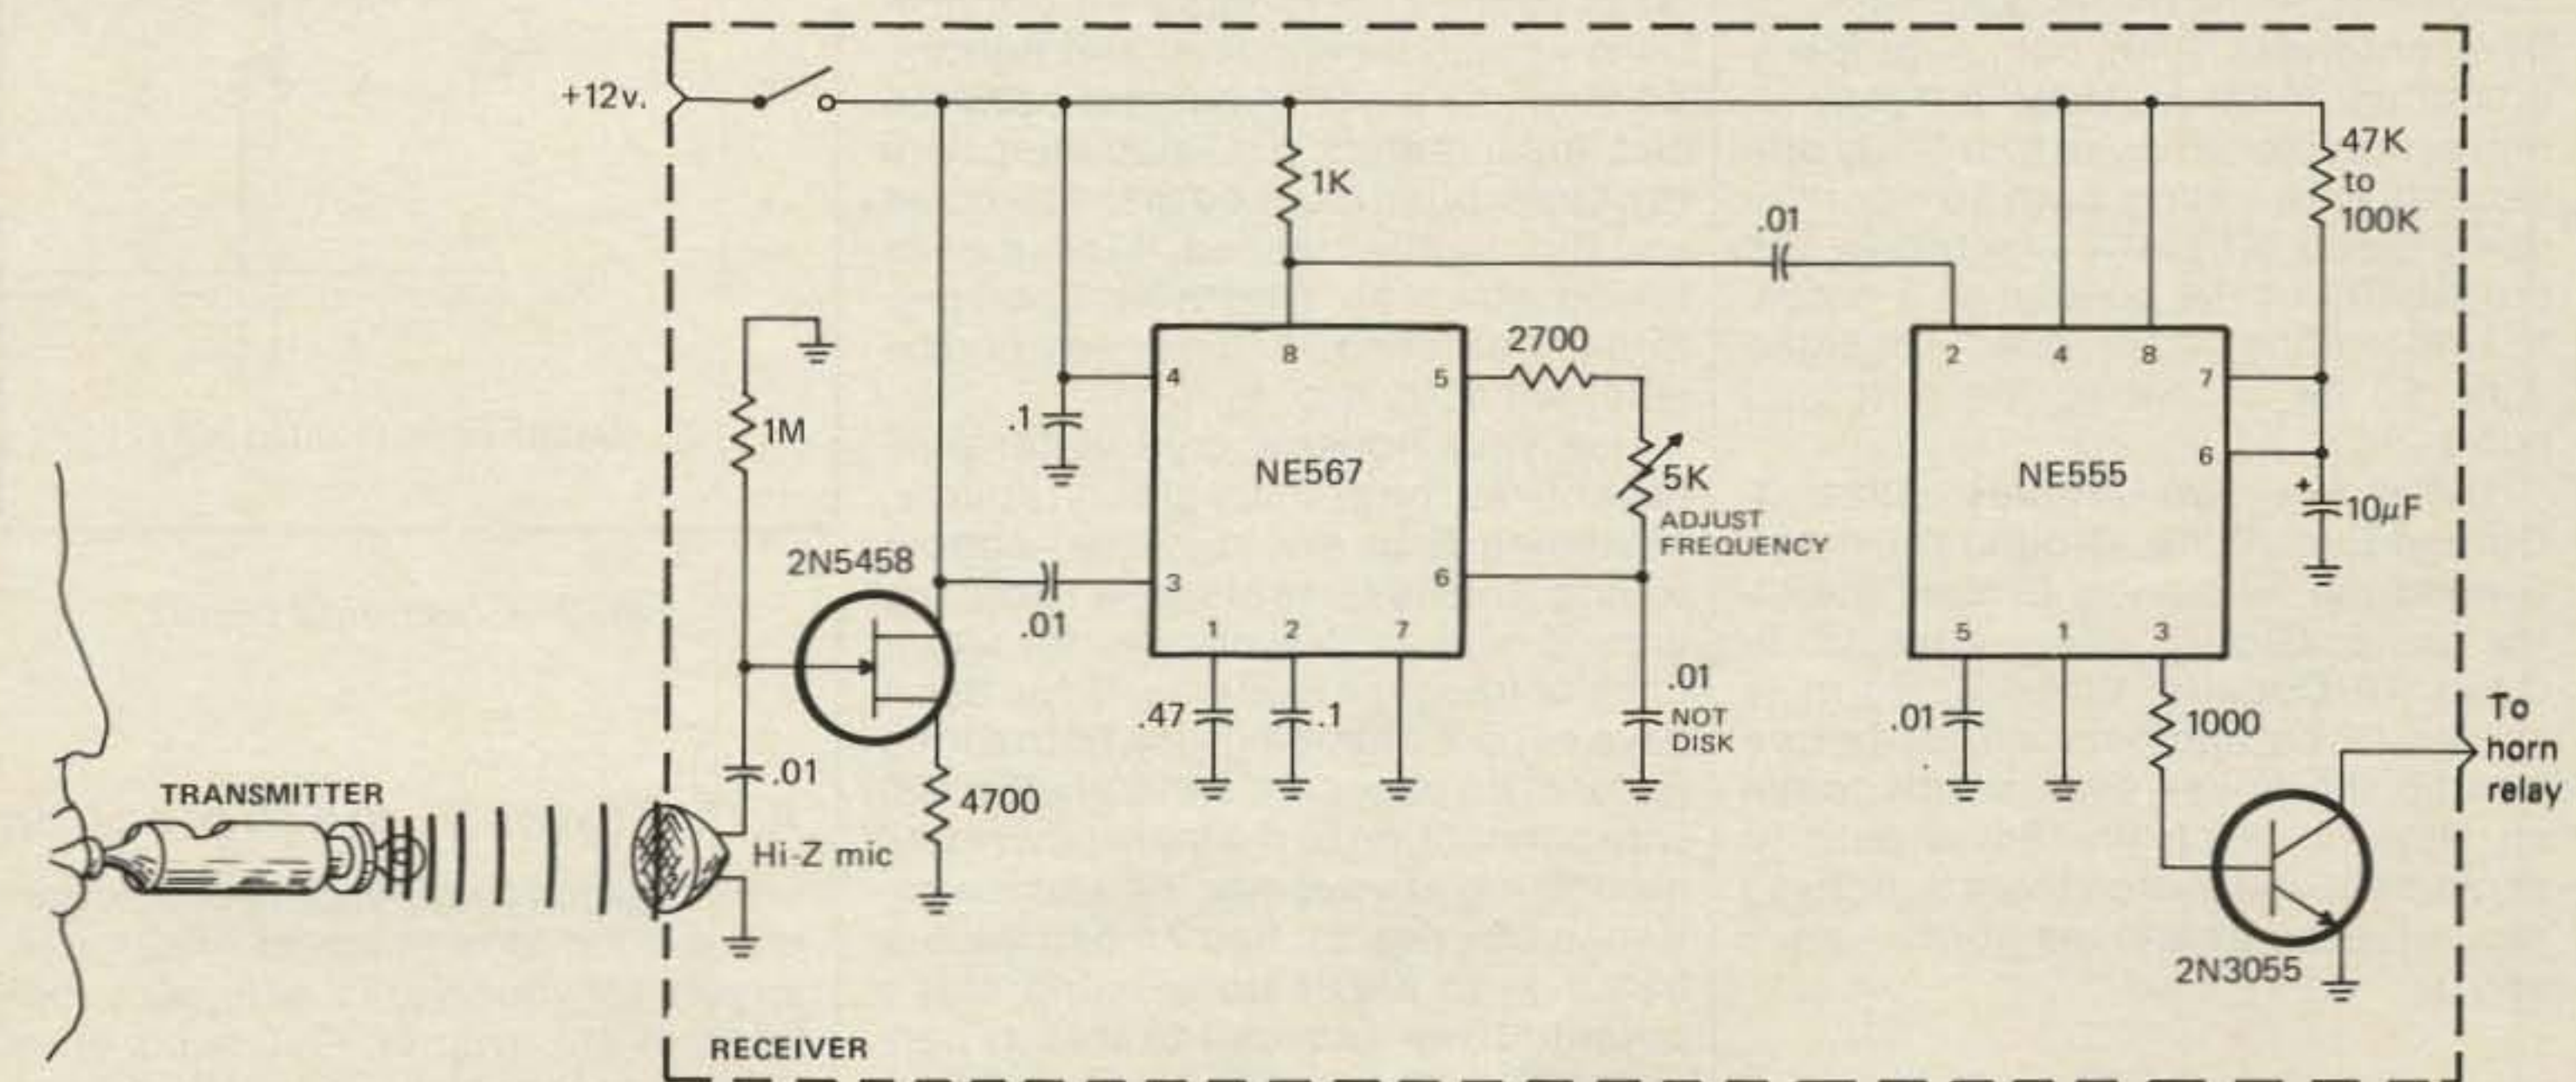 +12v.
1K
47K
to
100K
.01
1M
.1
2N5458
.01
8
4
5
NE567
3
6
1
2
7
2700
5K
ADJUST
FREQUENCY
2
4
8
7
NE555
6
5
1
3
+
10µF
.47
.1
.01
NOT
DISK
.01
1000
To
horn
relay
TRANSMITTER
.01
Hi-Z mic
4700
2N3055
RECEIVER